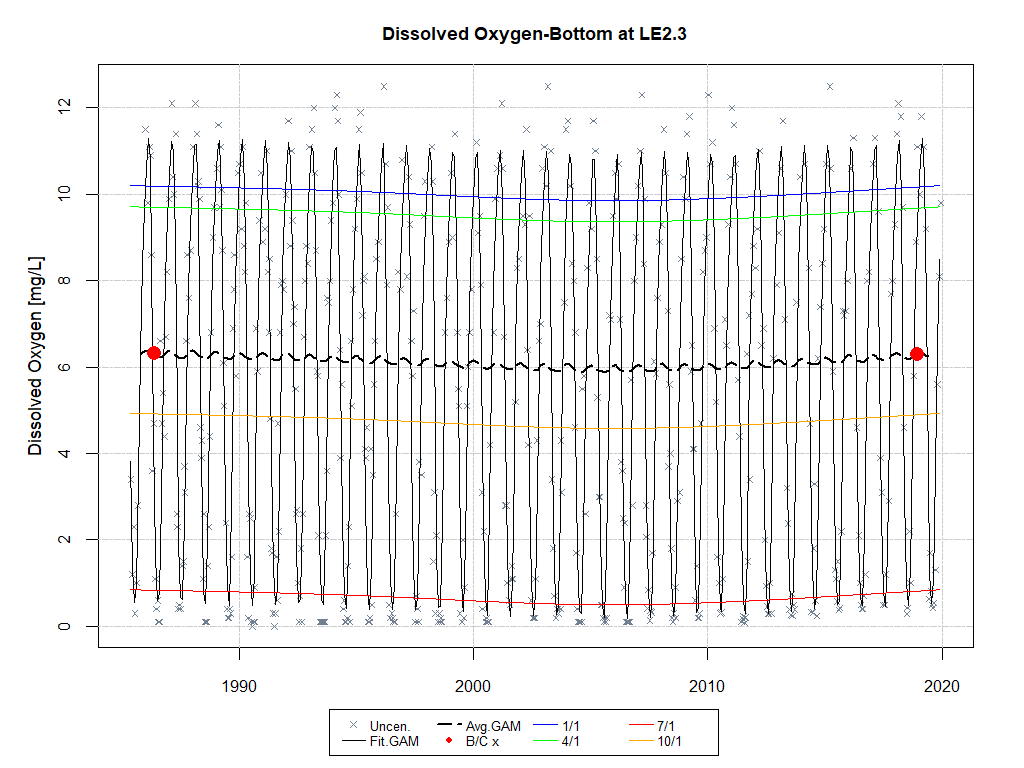 Dissolved Oxygen-Bottom at LE2.3
Dissolved Oxygen [mg/L]
12
10
8
6
4
2
0
1990 2000 2010 2020
Uncen. Avg.GAM 1/1 7/1
Fit.GAM B/C x 4/1 10/1